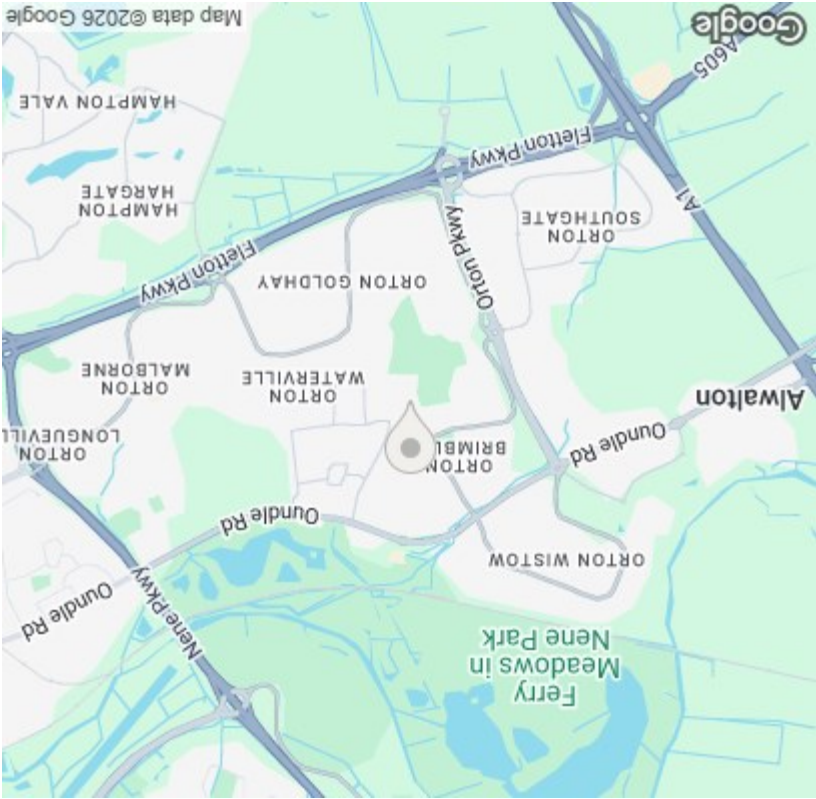 Ferry
Meadows in
Nene Park
Nene Pkwy
Oundle Rd
ORTON WISTOW
Oundle Rd
ORTON
LONGUEVILL
ORTON
BRIMBL
Oundle Rd
Alwalton
ORTON
MALBORNE
ORTON
WATERVILLE
Orton Pkwy
ORTON GOLDHAY
Fletton Pkwy
ORTON
SOUTHGATE
A1
HAMPTON
HARGATE
Fletton Pkwy
HAMPTON VALE
A605
Google
Map data ©2026 Google